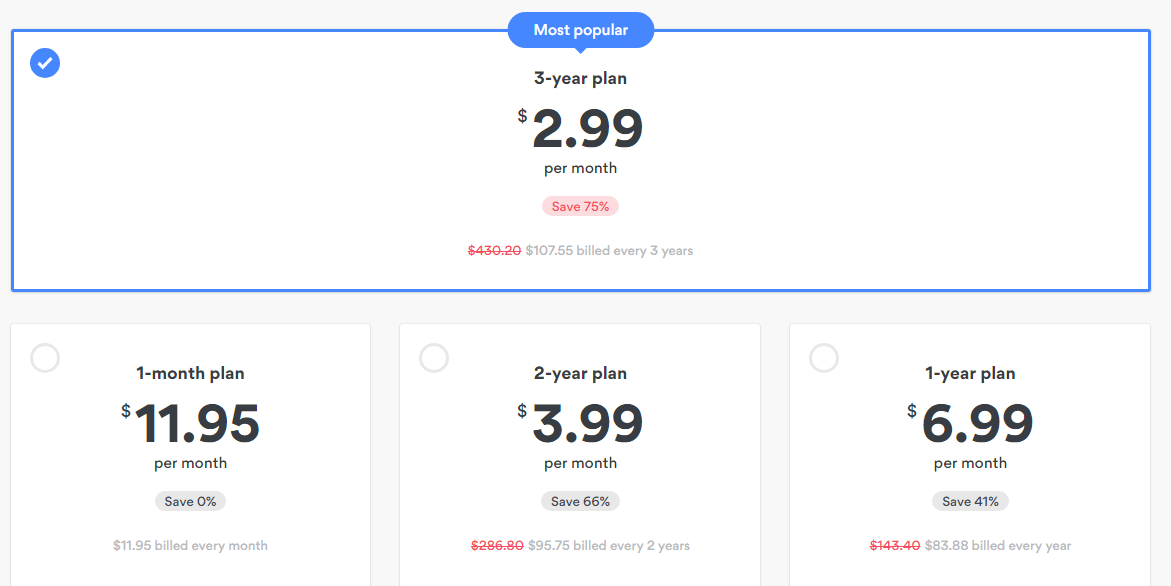 Most popular
3-year plan
$2.99
per month
Save 75%
$430.20 $107.55 billed every 3 years
1-month plan
$11.95
per month
Save 0%
$11.95 billed every month
2-year plan
$3.99
per month
Save 66%
$286.80 $95.75 billed every 2 years
1-year plan
$6.99
per month
Save 41%
$143.40 $83.88 billed every year